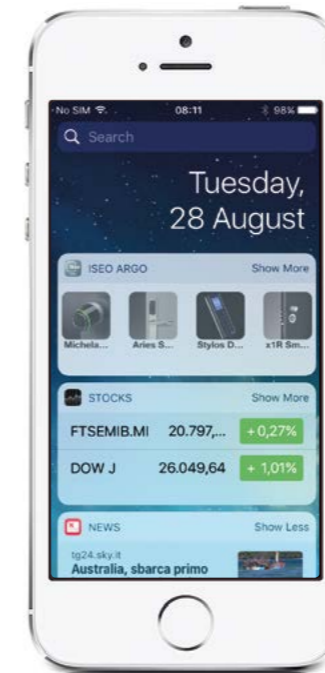 No SIM 08:11 98%
Search
Tuesday,
28 August
ISEO ARGO Show More
Michela... Aries S... Stylos D... x1R Sm...
STOCKS Show More
FTSEMIB.MI 20.797,... +0,27%
DOW J 26.049,64 + 1,01%
NEWS Show Less
tg24.sky.it
Australia, sbarca primo